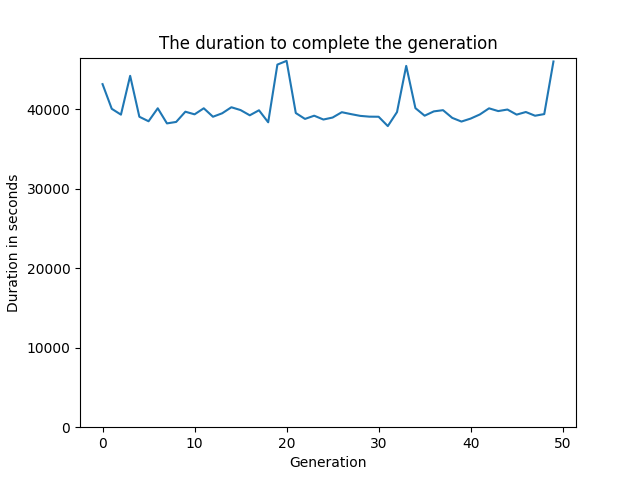 The duration to complete the generation
Duration in seconds
40000
30000
20000
10000
0
0 10 20 30 40 50
Generation